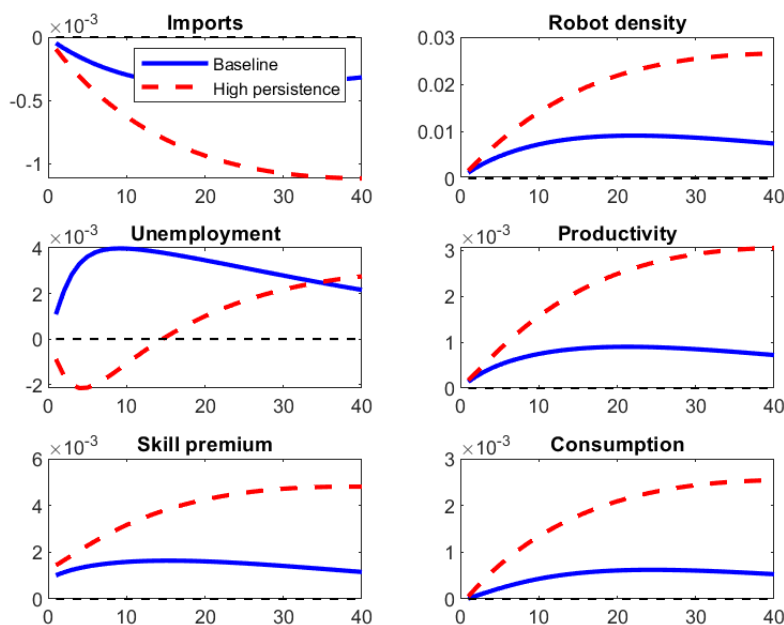 Imports
×10⁻³
0
-0.5
-1
10 20 30 40
Baseline
High persistence
Robot density
0.03
0.02
0.01
0
0 10 20 30 40
Unemployment
×10⁻³
4
2
0
-2
0 10 20 30 40
Productivity
×10⁻³
3
2
1
0
0 10 20 30 40
Skill premium
×10⁻³
6
4
2
0
0 10 20 30 40
Consumption
×10⁻³
3
2
1
0
0 10 20 30 40